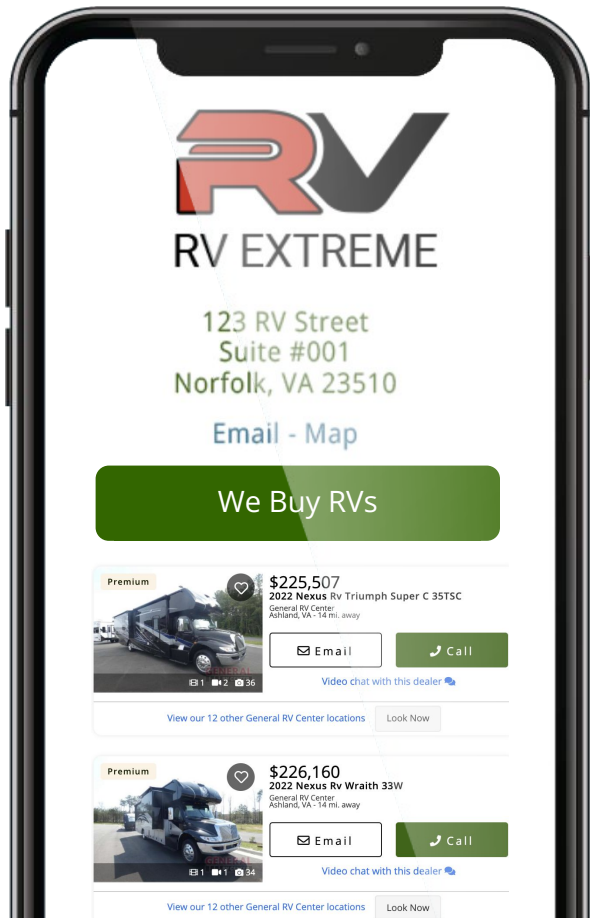 RV
RV EXTREME
123 RV Street
Suite #001
Norfolk, VA 23510
Email - Map
We Buy RVs
Premium
$225,507
2022 Nexus Rv Triumph Super C 35TSC
General RV Center
Ashland, VA - 14 mi. away
Email
Call
1 2 36
Video chat with this dealer
View our 12 other General RV Center locations
Look Now
Premium
$226,160
2022 Nexus Rv Wraith 33W
General RV Center
Ashland, VA - 14 mi. away
Email
Call
1 1 34
Video chat with this dealer
View our 12 other General RV Center locations
Look Now